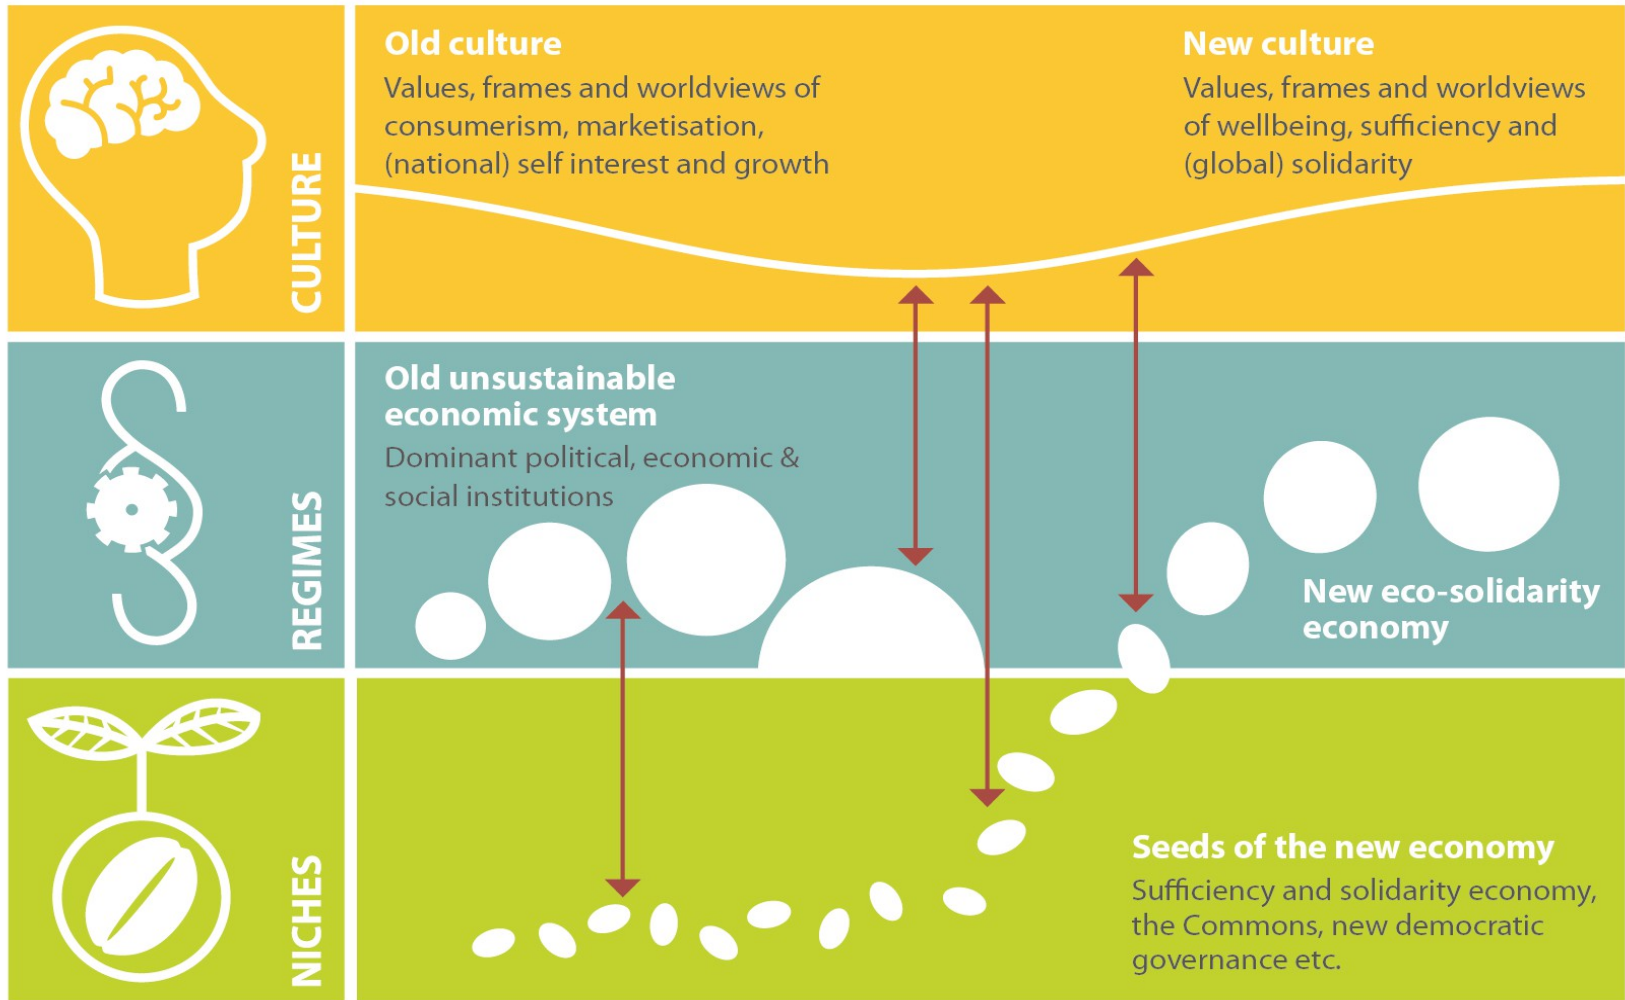 CULTURE
Old culture
Values, frames and worldviews of
consumerism, marketisation,
(national) self interest and growth
New culture
Values, frames and worldviews
of wellbeing, sufficiency and
(global) solidarity
REGIMES
Old unsustainable
economic system
Dominant political, economic &
social institutions
New eco-solidarity
economy
NICHES
Seeds of the new economy
Sufficiency and solidarity economy,
the Commons, new democratic
governance etc.